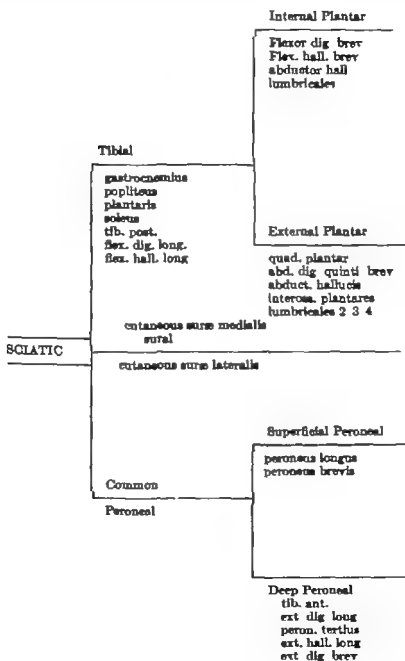 Internal Plantar
Flexor dig brev
Flex. hall. brev
abductor hall
lumbricales
Tibial
gastrocnemius
popliteus
plantaris
soleus
tib. post.
flex. dig. long.
flex. hall. long
External Plantar
quad. plantar
abd. dig quinti brev
abduct. hallucis
inteross. plantares
lumbricales 2 3 4
cutaneous suræ medialis
sural
SCIATIC
cutaneous suræ lateralis
Superficial Peroneal
peroneus longus
peroneus brevis
Common
Peroneal
Deep Peroneal
tib. ant.
ext dig long
peron. tertius
ext. hall. long
ext dig brev